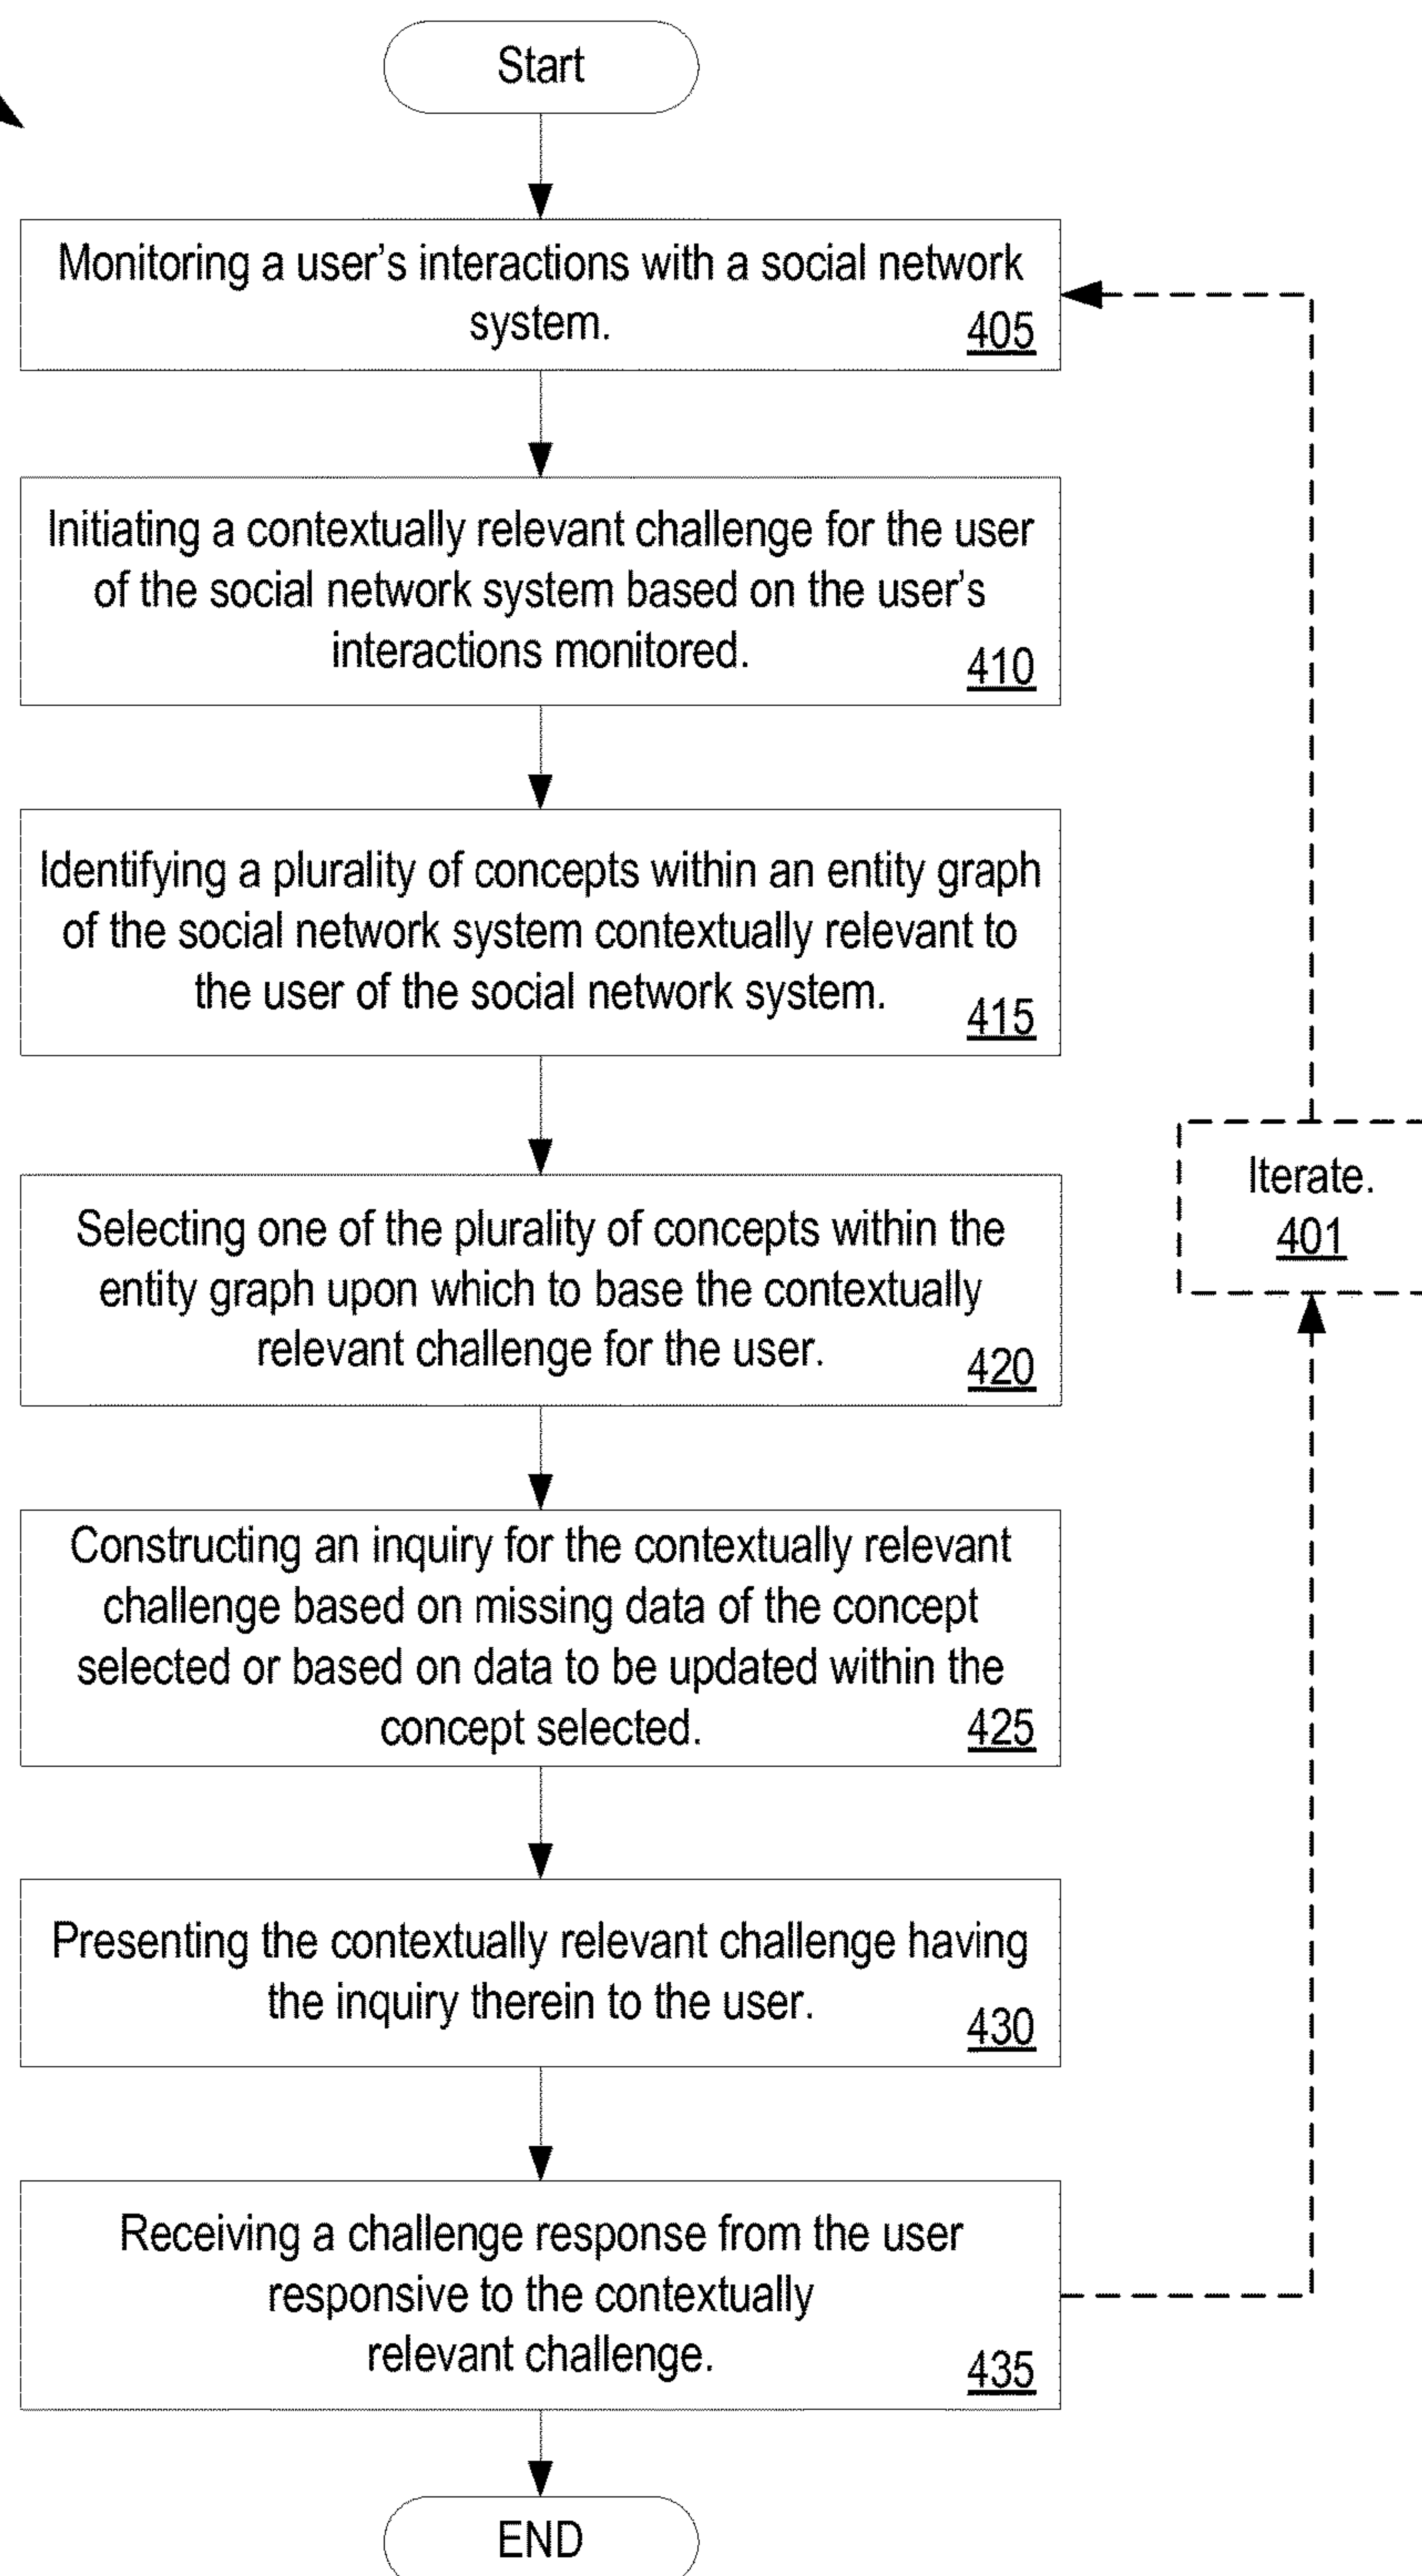 Start
Monitoring a user's interactions with a social network
system.
405
Initiating a contextually relevant challenge for the user
of the social network system based on the user's
interactions monitored.
410
Identifying a plurality of concepts within an entity graph
of the social network system contextually relevant to
the user of the social network system.
415
Selecting one of the plurality of concepts within the
entity graph upon which to base the contextually
relevant challenge for the user.
420
Iterate.
401
Constructing an inquiry for the contextually relevant
challenge based on missing data of the concept
selected or based on data to be updated within the
concept selected.
425
Presenting the contextually relevant challenge having
the inquiry therein to the user.
430
Receiving a challenge response from the user
responsive to the contextually
relevant challenge.
435
END